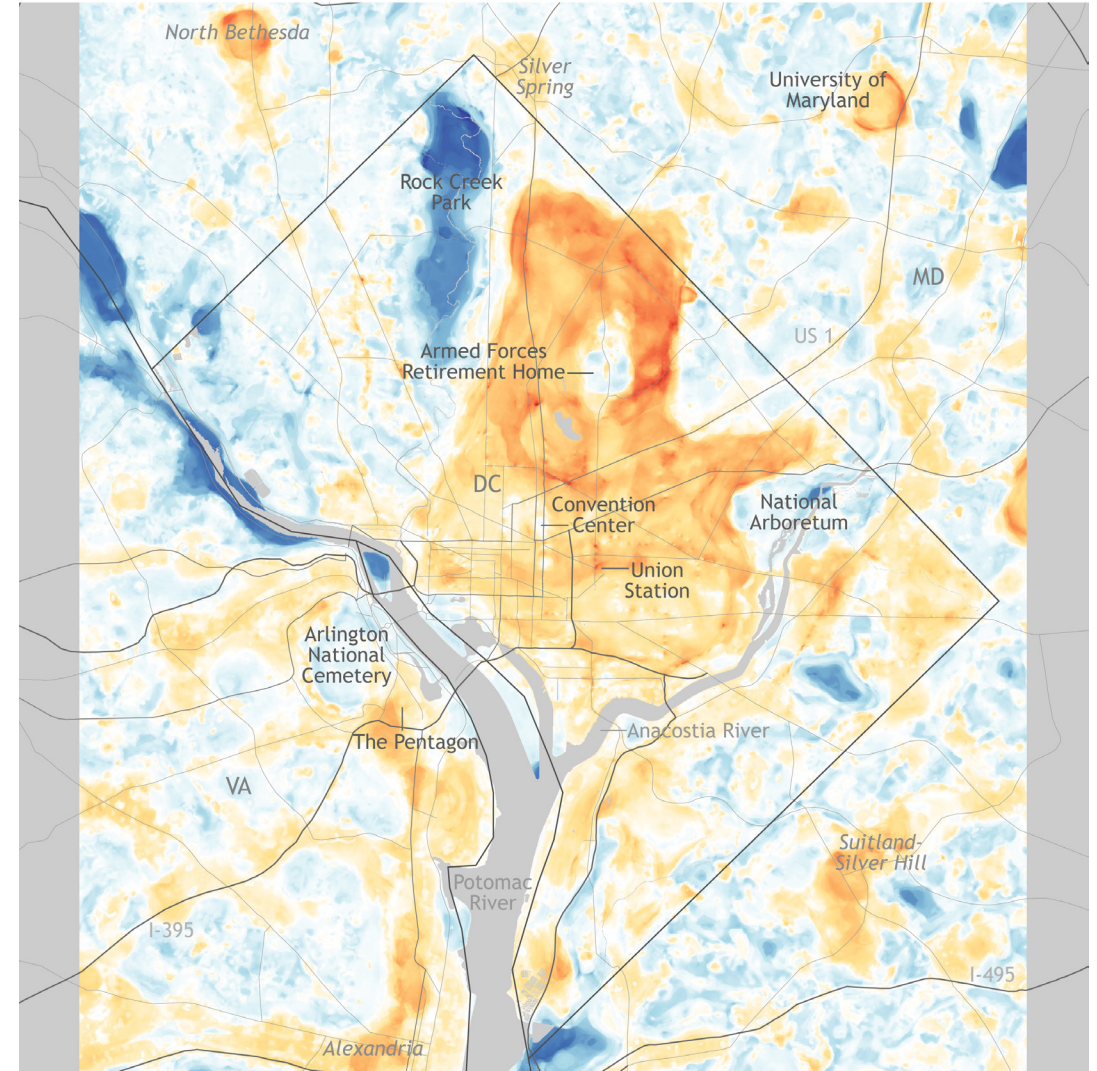 North Bethesda
Silver
Spring
University of
Maryland
Rock Creek
Park
MD
US 1
Armed Forces
Retirement Home
DC
Convention
Center
National
Arboretum
Union
Station
Arlington
National
Cemetery
The Pentagon
Anacostia River
VA
Suitland-
Silver Hill
Potomac
River
I-395
I-495
Alexandria